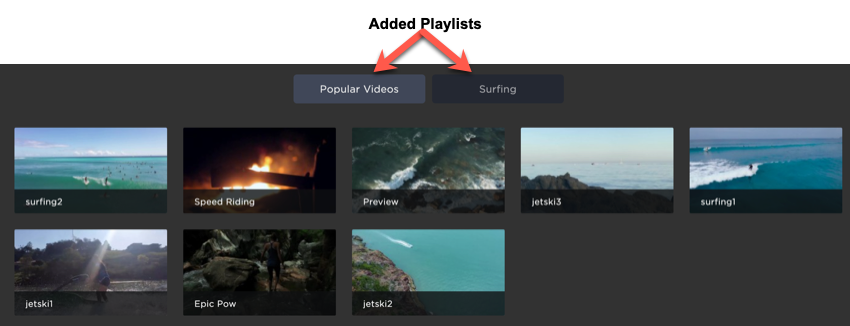 Added Playlists
Popular Videos
Surfing
surfing2
Speed Riding
Preview
jetski3
surfing1
jetski1
Epic Pow
jetski2